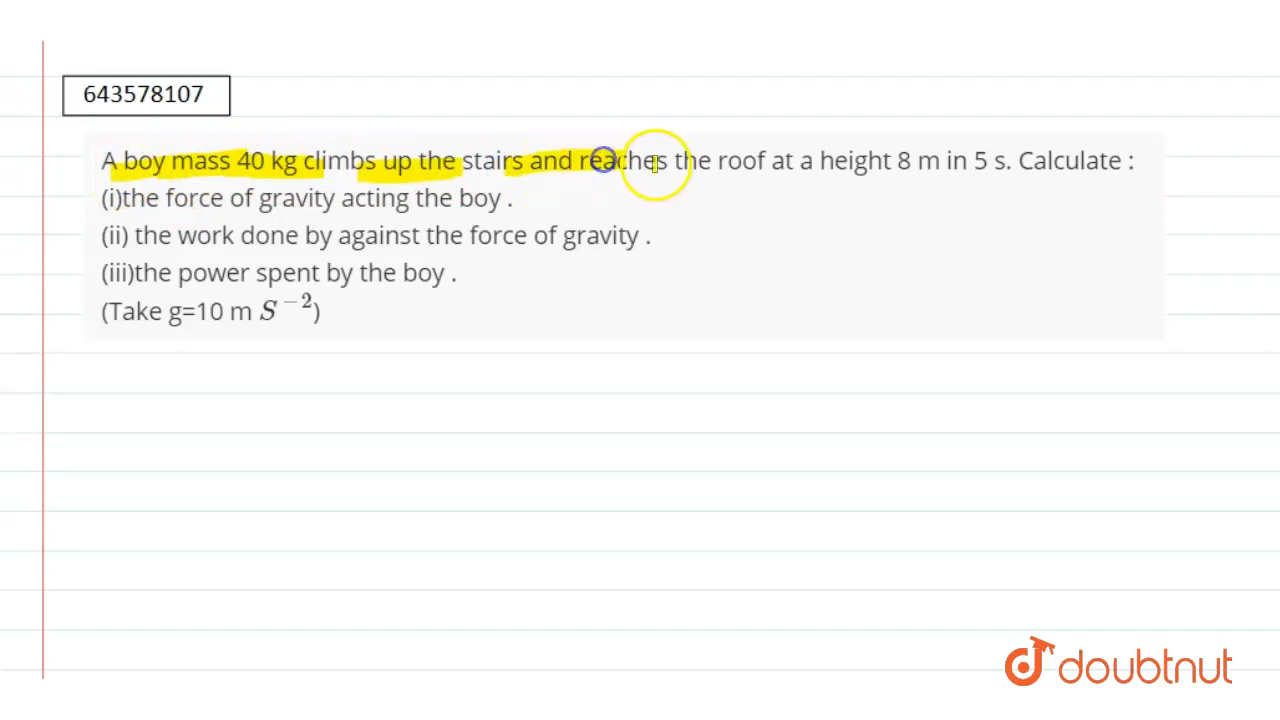 643578107
A boy mass 40 kg climbs up the stairs and reaches the roof at a height 8 m in 5 s. Calculate :
(i)the force of gravity acting the boy .
(ii) the work done by against the force of gravity .
(iii)the power spent by the boy .
(Take g=10 m S⁻²)
doubtnut